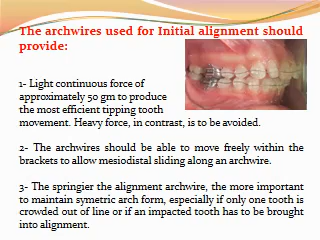 The archwires used for Initial alignment should
provide:
1- Light continuous force of
approximately 50 gm to produce
the most efficient tipping tooth
movement. Heavy force, in contrast, is to be avoided.
2- The archwires should be able to move freely within the
brackets to allow mesiodistal sliding along an archwire.
3- The springier the alignment archwire, the more important
to maintain symetric arch form, especially if only one tooth is
crowded out of line or if an impacted tooth has to be brought
into alignment.